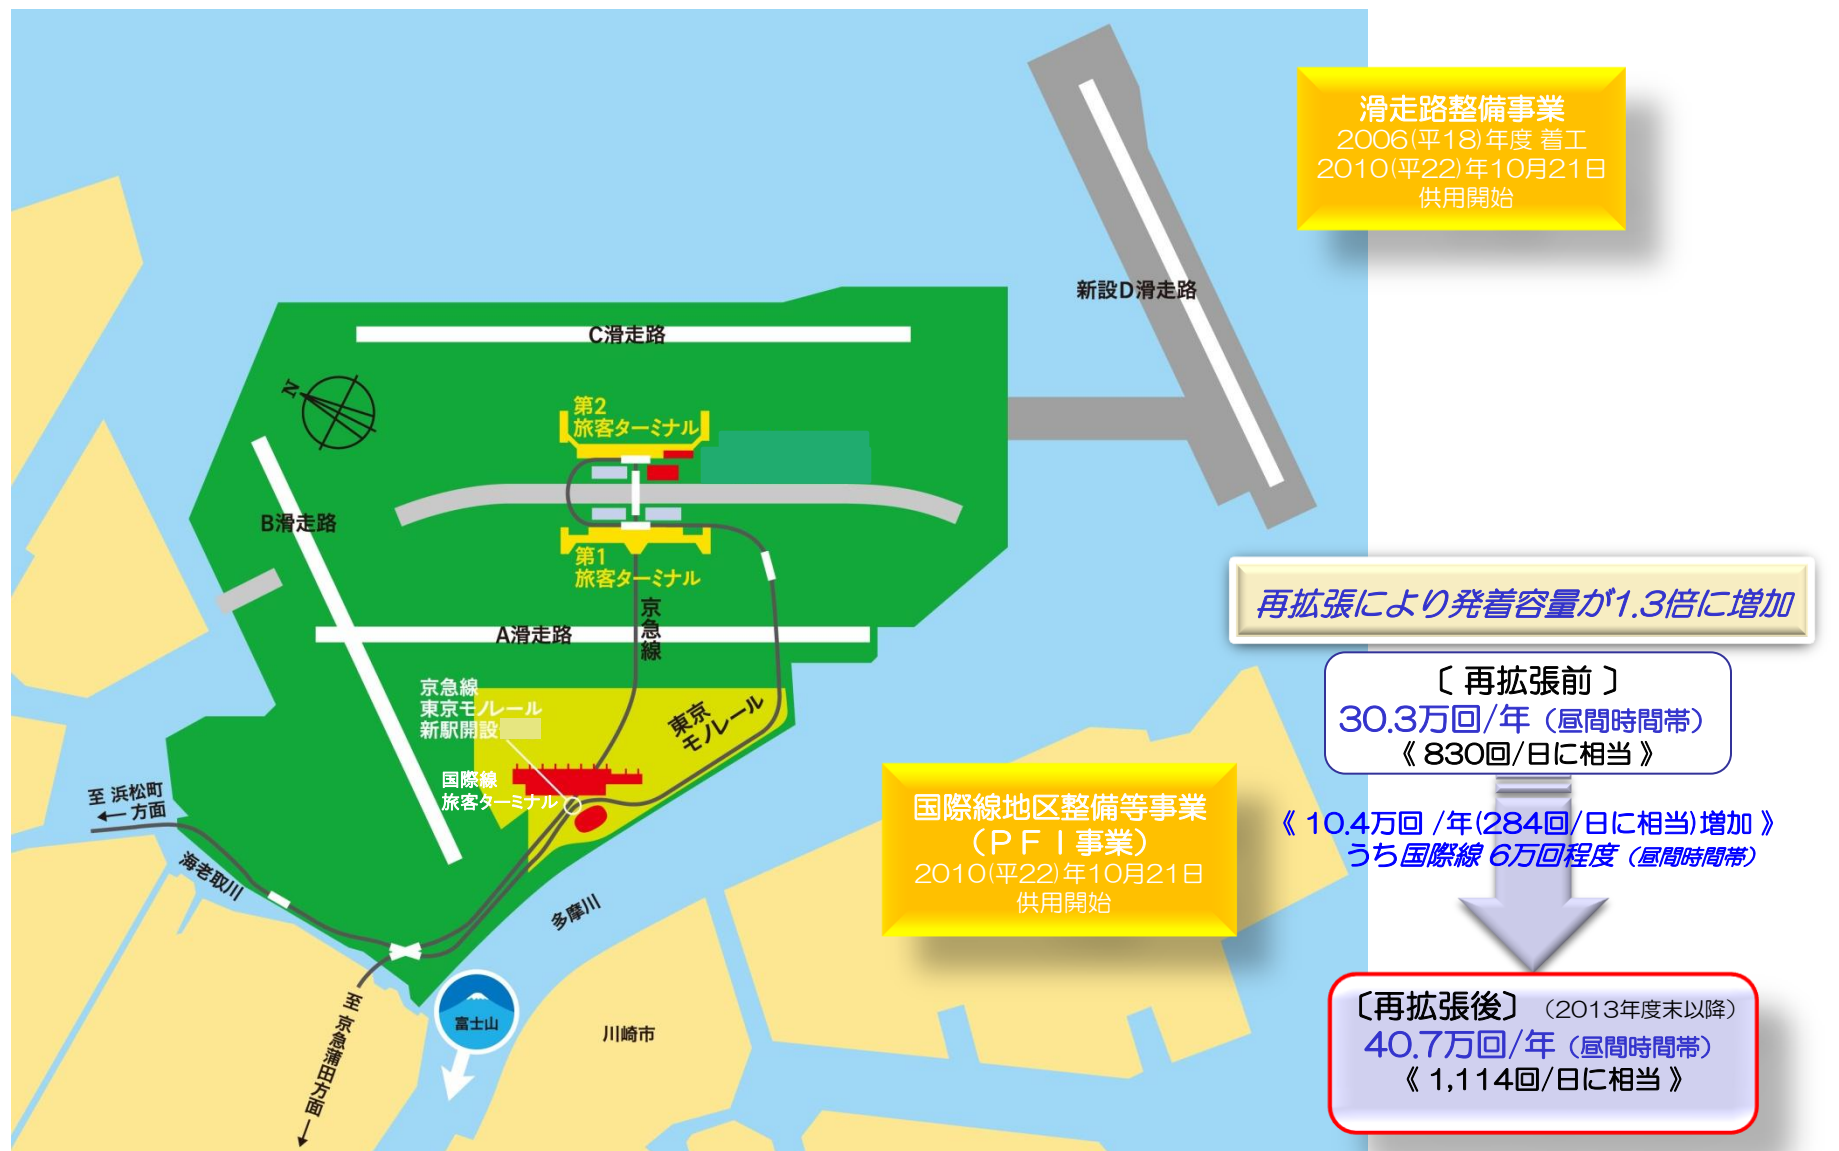 滑走路整備事業
2006(平18)年度 着工
2010(平22)年10月21日
供用開始
新設D滑走路
C滑走路
N
第2
旅客ターミナル
B滑走路
第1
旅客ターミナル
京急線
A滑走路
再拡張により発着容量が1.3倍に増加
〔 再拡張前 〕
30.3万回/年（昼間時間帯）
《 830回/日に相当 》
京急線
東京モノレール
新駅開設
東京
モノレール
国際線
旅客ターミナル
至 浜松町
方面
国際線地区整備等事業
（ＰＦＩ事業）
2010(平22)年10月21日
供用開始
《 10.4万回 /年(284回/日に相当)増加 》
うち国際線 6万回程度（昼間時間帯）
海老取川
多摩川
至 京急蒲田方面
富士山
川崎市
〔再拡張後〕（2013年度末以降）
40.7万回/年（昼間時間帯）
《 1,114回/日に相当 》